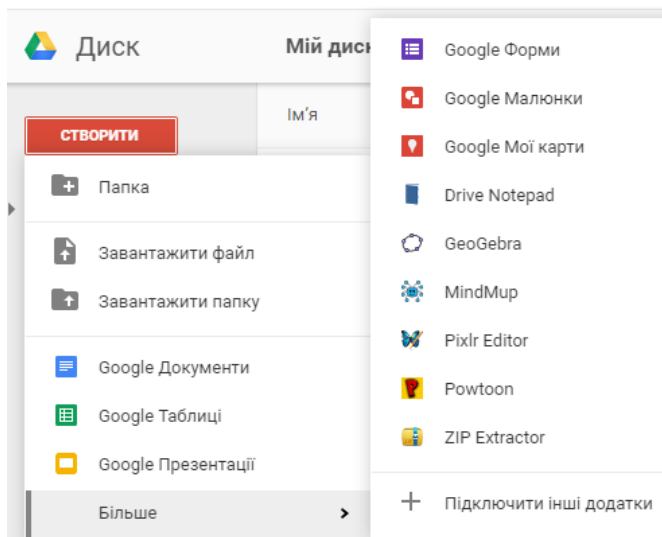 Диск
Мій диск
Ім'я
СТВОРИТИ
Папка
Завантажити файл
Завантажити папку
Google Документи
Google Таблиці
Google Презентації
Більше
Google Форми
Google Малюнки
Google Мої карти
Drive Notepad
GeoGebra
MindMup
Pixlr Editor
Powtoon
ZIP Extractor
Підключити інші додатки